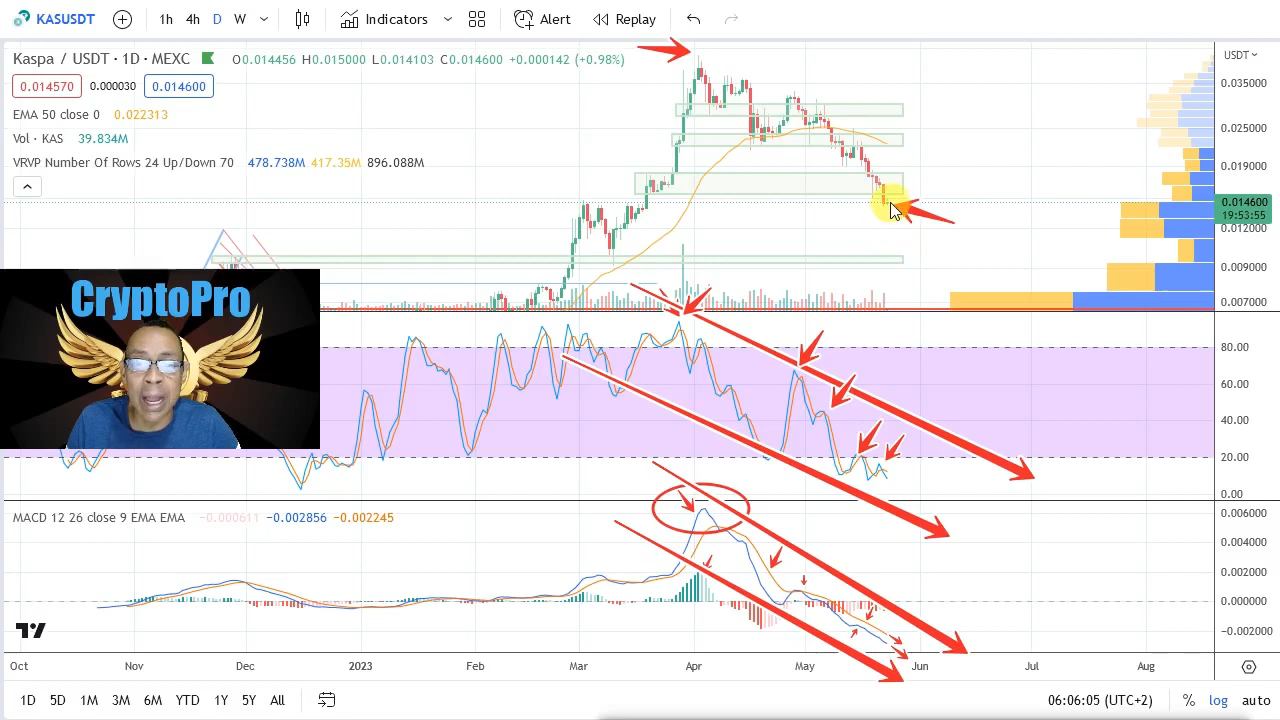 KASUSDT 1h 4h D W Indicators Alert Replay
Kaspa / USDT · 1D · MEXC O0.014456 H0.015000 L0.014103 C0.014600 +0.000142 (+0.98%)
0.014570 0.000030 0.014600
EMA 50 close 0 0.022313
Vol · KAS 39.834M
VRVP Number Of Rows 24 Up/Down 70 478.738M 417.35M 896.088M
USDT
0.035000
0.025000
0.019000
0.014600
19:53:55
0.012000
0.009000
0.007000
CryptoPro
80.00
60.00
40.00
20.00
0.00
MACD 12 26 close 9 EMA EMA −0.000611 −0.002856 −0.002245
0.006000
0.004000
0.002000
0.000000
−0.002000
Oct Nov Dec 2023 Feb Mar Apr May Jun Jul Aug
1D 5D 1M 3M 6M YTD 1Y 5Y All 06:06:05 (UTC+2) % log auto